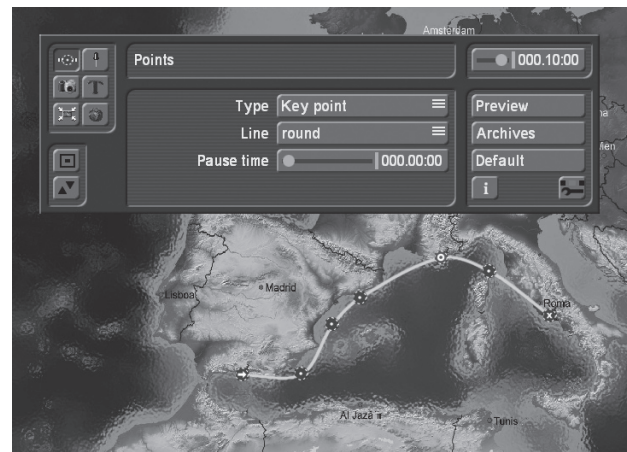 Amsterdam
Points
000.10:00
Type Key point
Line round
Pause time 000.00:00
Preview
Archives
Default
i
T
Lisboa
Madrid
Roma
Al Jazā'ir
Tunis